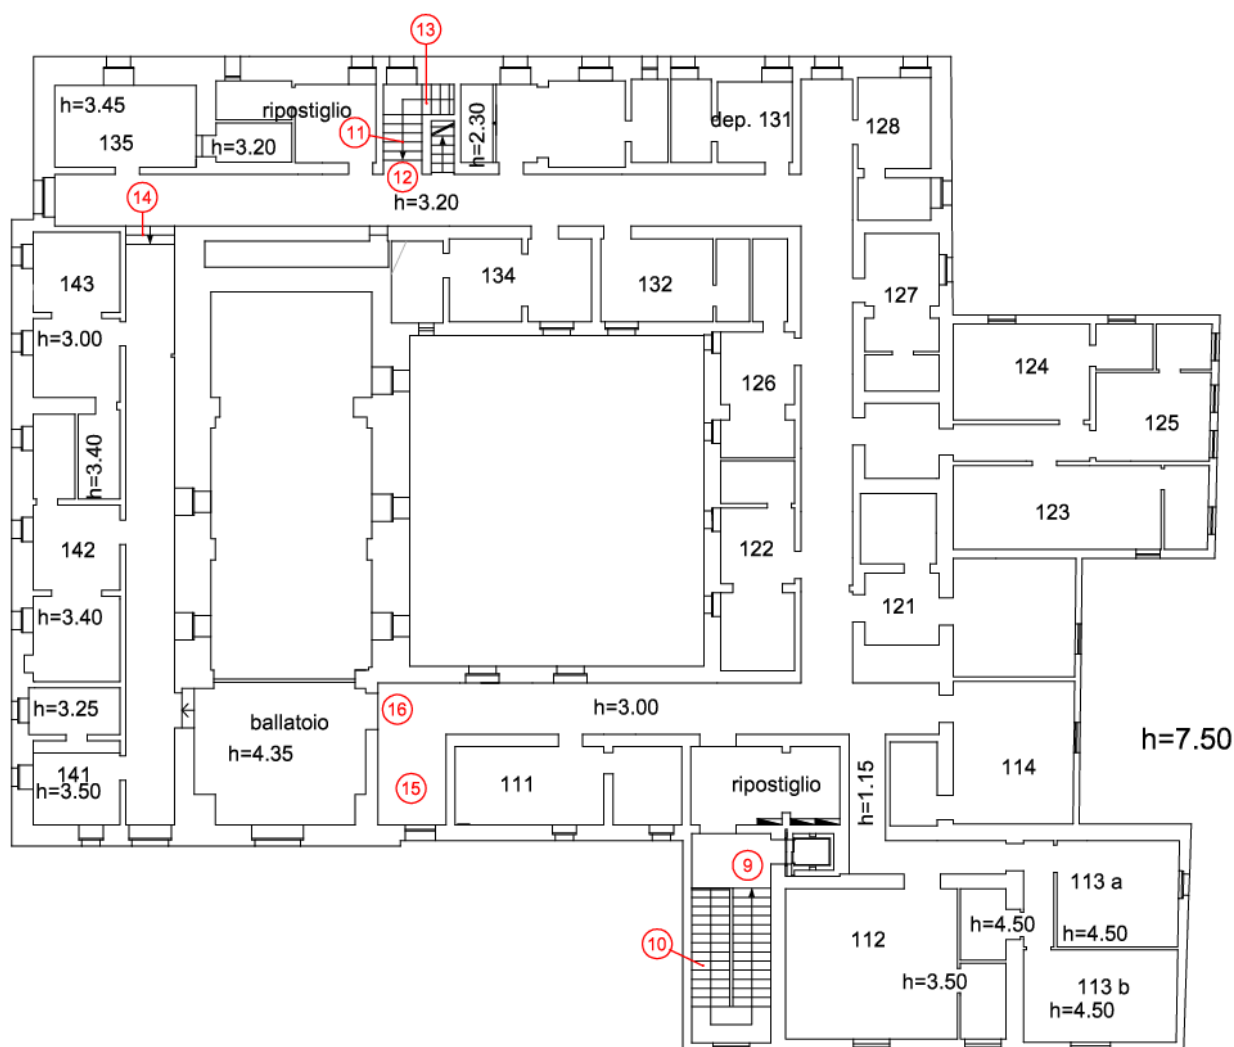 13
h=3.45
ripostiglio
135
h=3.20
11
12
h=2.30
dep. 131
128
14
h=3.20
143
134
132
127
h=3.00
126
124
125
h=3.40
142
122
123
h=3.40
121
h=3.25
16
h=3.00
ballatoio
h=4.35
h=7.50
141
h=3.50
15
111
ripostiglio
h=1.15
114
9
113 a
10
112
h=4.50
h=4.50
h=3.50
113 b
h=4.50